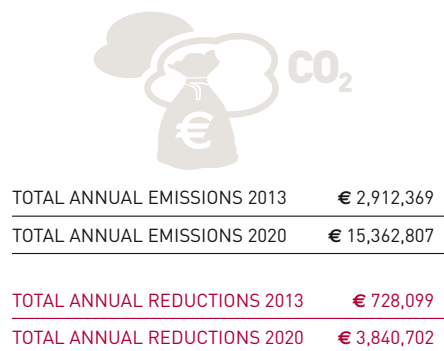 CO₂
€
TOTAL ANNUAL EMISSIONS 2013 € 2,912,369
TOTAL ANNUAL EMISSIONS 2020 € 15,362,807
TOTAL ANNUAL REDUCTIONS 2013 € 728,099
TOTAL ANNUAL REDUCTIONS 2020 € 3,840,702